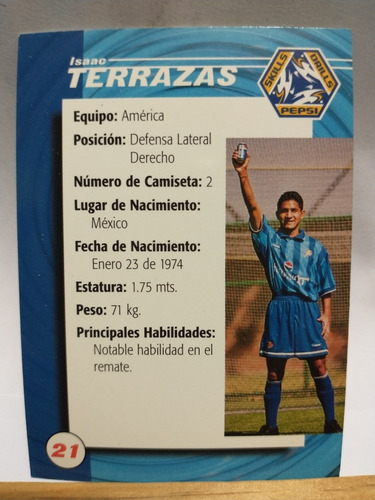 Isaac
TERRAZAS
SKILLS DRILLS
PEPSI
Equipo: América
Posición: Defensa Lateral
Derecho
Número de Camiseta: 2
Lugar de Nacimiento:
México
Fecha de Nacimiento:
Enero 23 de 1974
Estatura: 1.75 mts.
Peso: 71 kg.
Principales Habilidades:
Notable habilidad en el
remate.
21